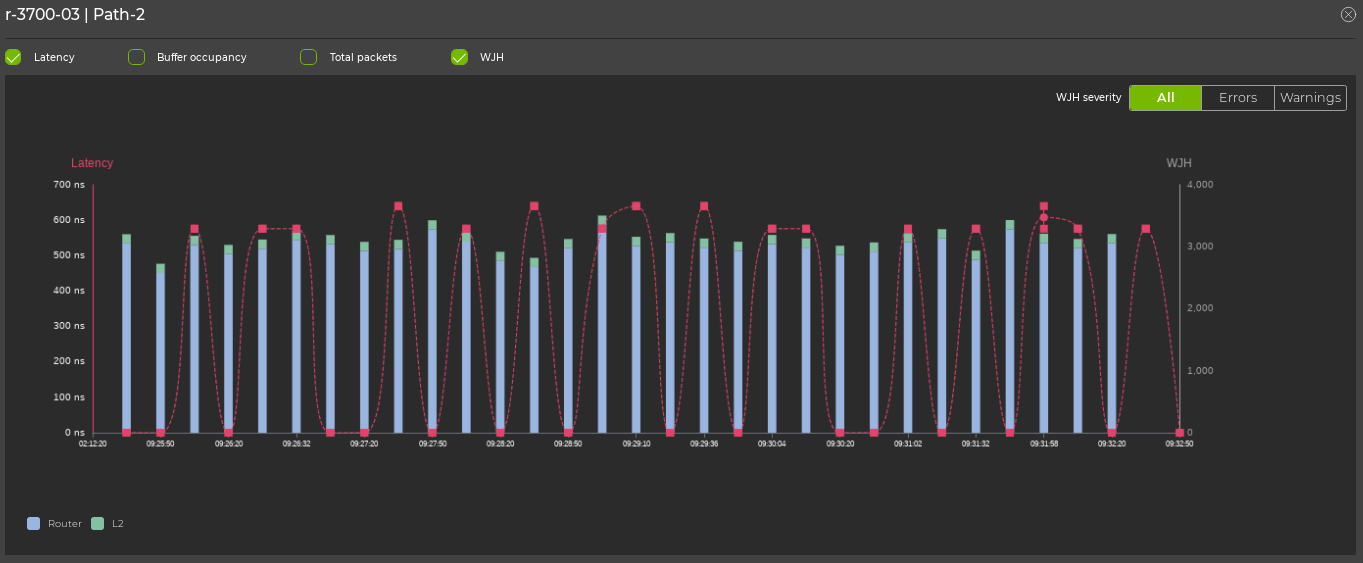 r-3700-03 | Path-2
Latency Buffer occupancy Total packets WJH
WJH severity All Errors Warnings
Latency WJH
700 ns 4,000
600 ns
500 ns 3,000
400 ns
300 ns 2,000
200 ns 1,000
100 ns
0 ns 0
02:12:20 09:25:50 09:26:20 09:26:32 09:27:20 09:27:50 09:28:20 09:28:50 09:29:10 09:29:36 09:30:04 09:30:20 09:31:02 09:31:32 09:31:58 09:32:20 09:32:50
Router L2